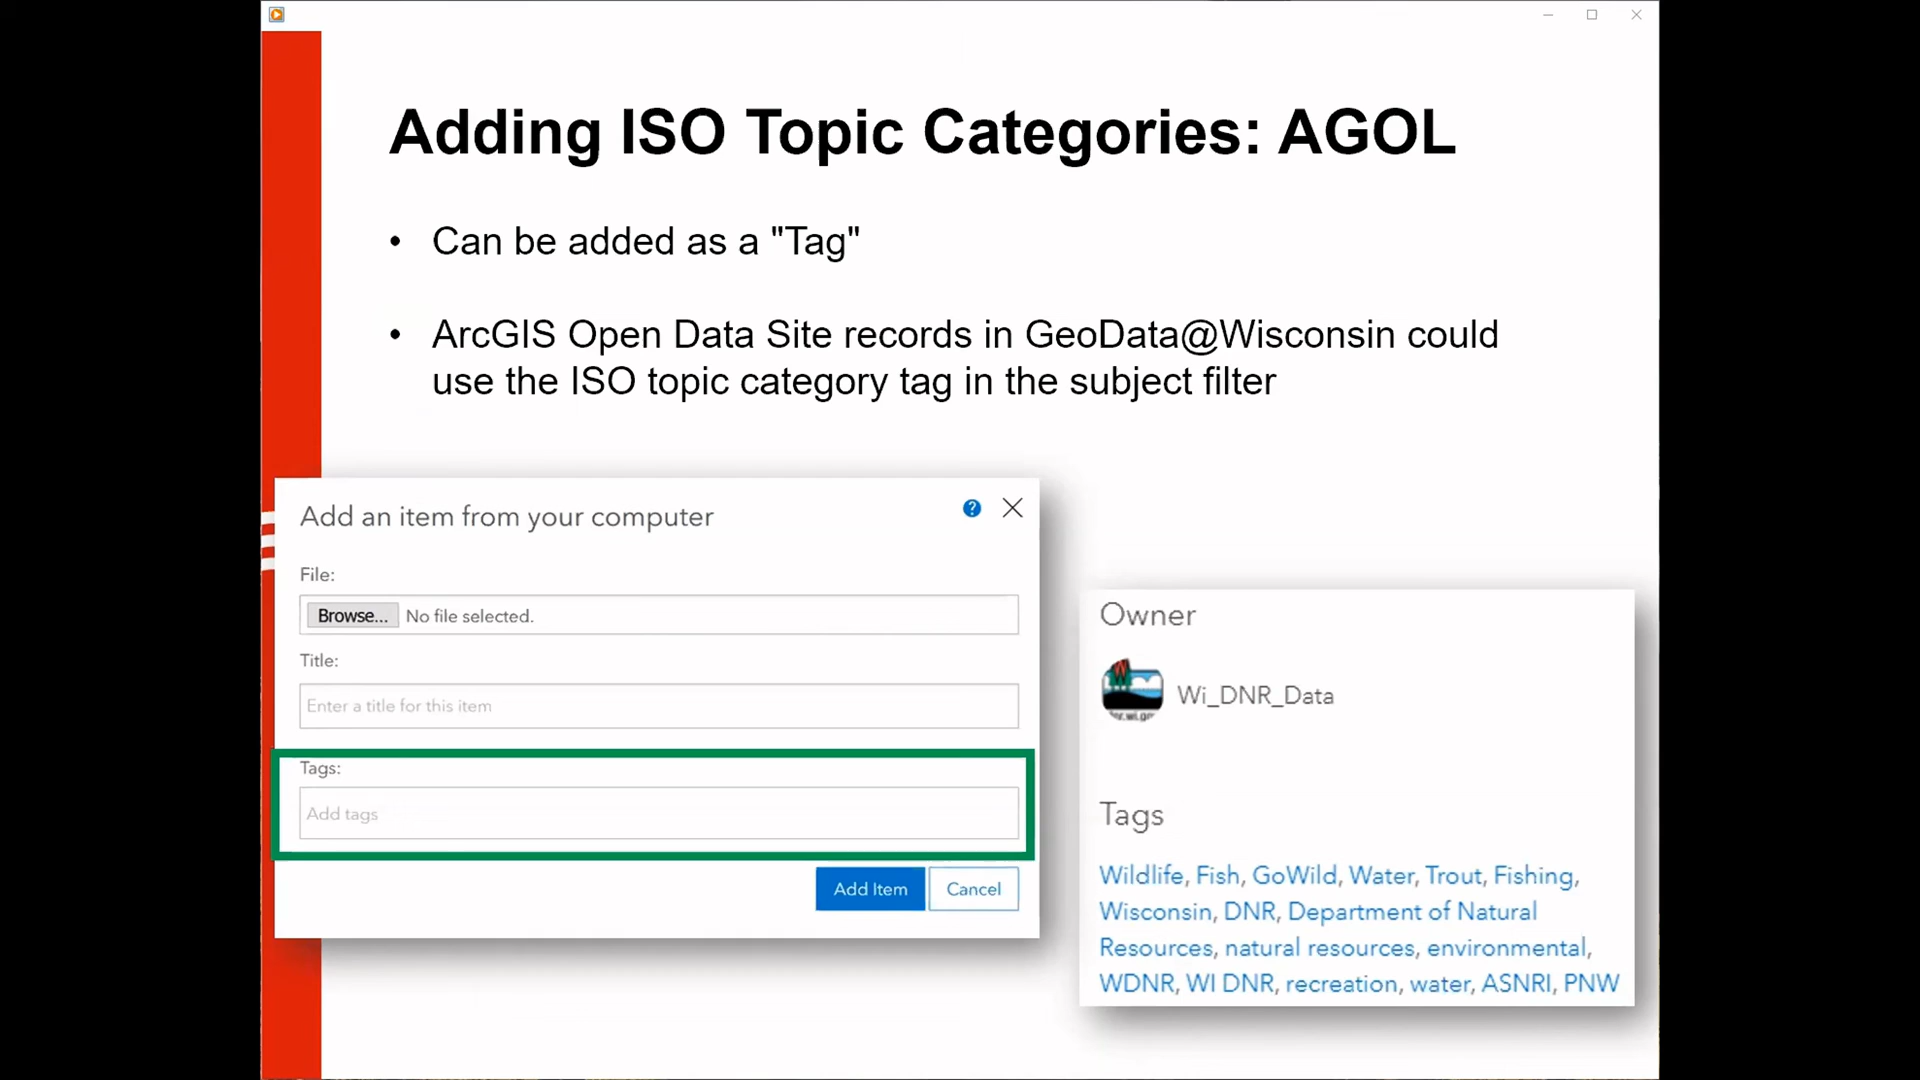 Adding ISO Topic Categories: AGOL
• Can be added as a "Tag"
• ArcGIS Open Data Site records in GeoData@Wisconsin could
use the ISO topic category tag in the subject filter
Add an item from your computer
?
File:
Browse... No file selected.
Title:
Enter a title for this item
Tags:
Add tags
Add Item Cancel
Owner
Wi_DNR_Data
Tags
Wildlife, Fish, GoWild, Water, Trout, Fishing,
Wisconsin, DNR, Department of Natural
Resources, natural resources, environmental,
WDNR, WI DNR, recreation, water, ASNRI, PNW